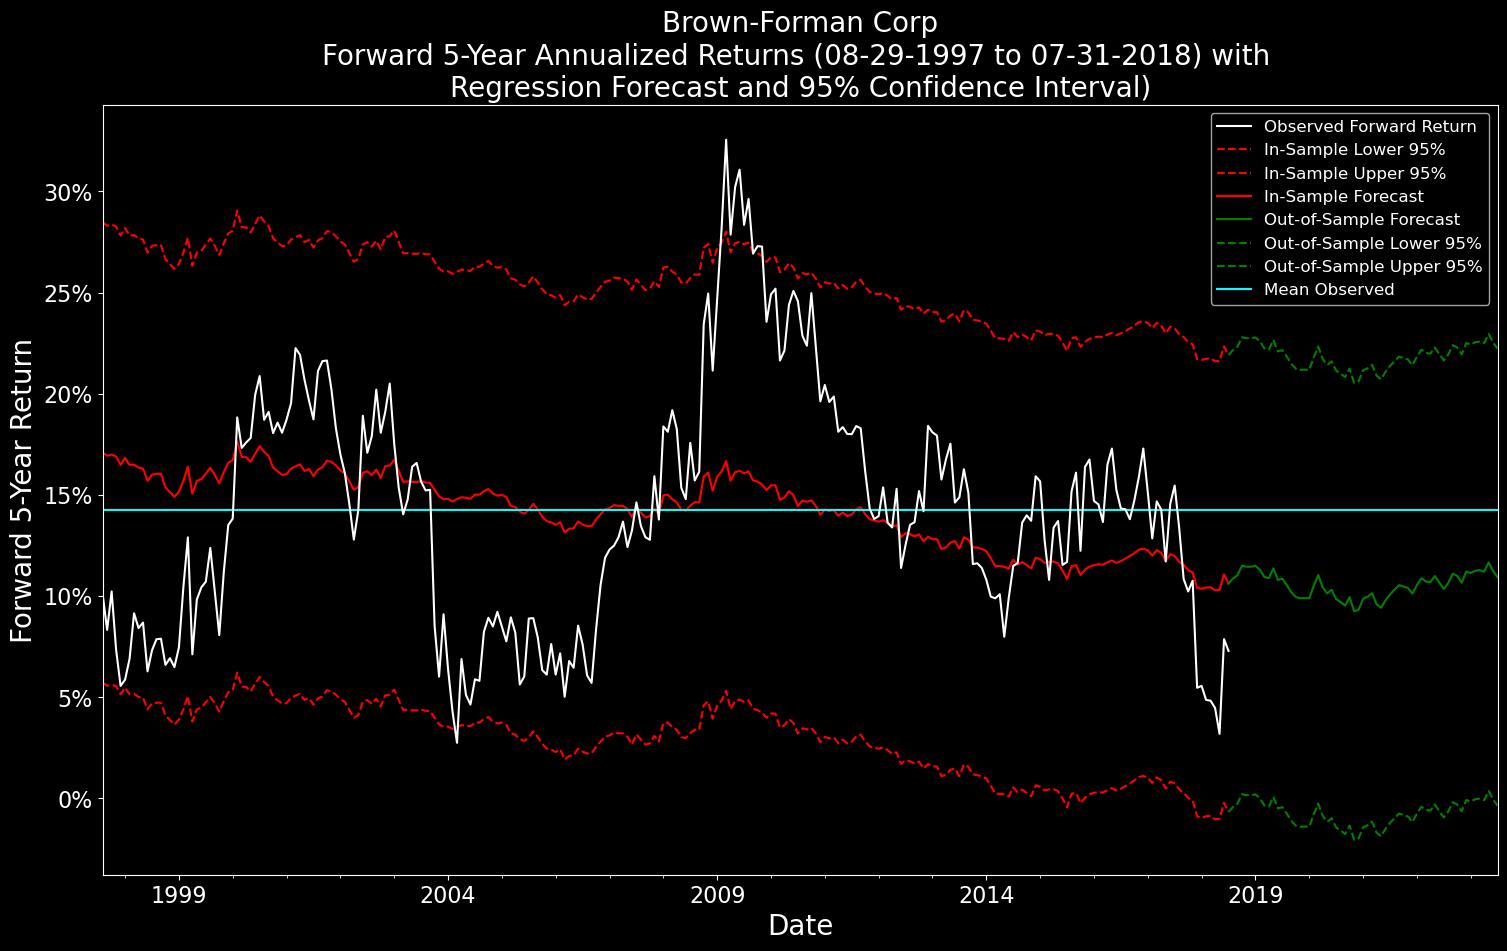 Brown-Forman Corp
Forward 5-Year Annualized Returns (08-29-1997 to 07-31-2018) with
Regression Forecast and 95% Confidence Interval)
Observed Forward Return
In-Sample Lower 95%
In-Sample Upper 95%
In-Sample Forecast
Out-of-Sample Forecast
Out-of-Sample Lower 95%
Out-of-Sample Upper 95%
Mean Observed
Forward 5-Year Return
30%
25%
20%
15%
10%
5%
0%
1999
2004
2009
2014
2019
Date